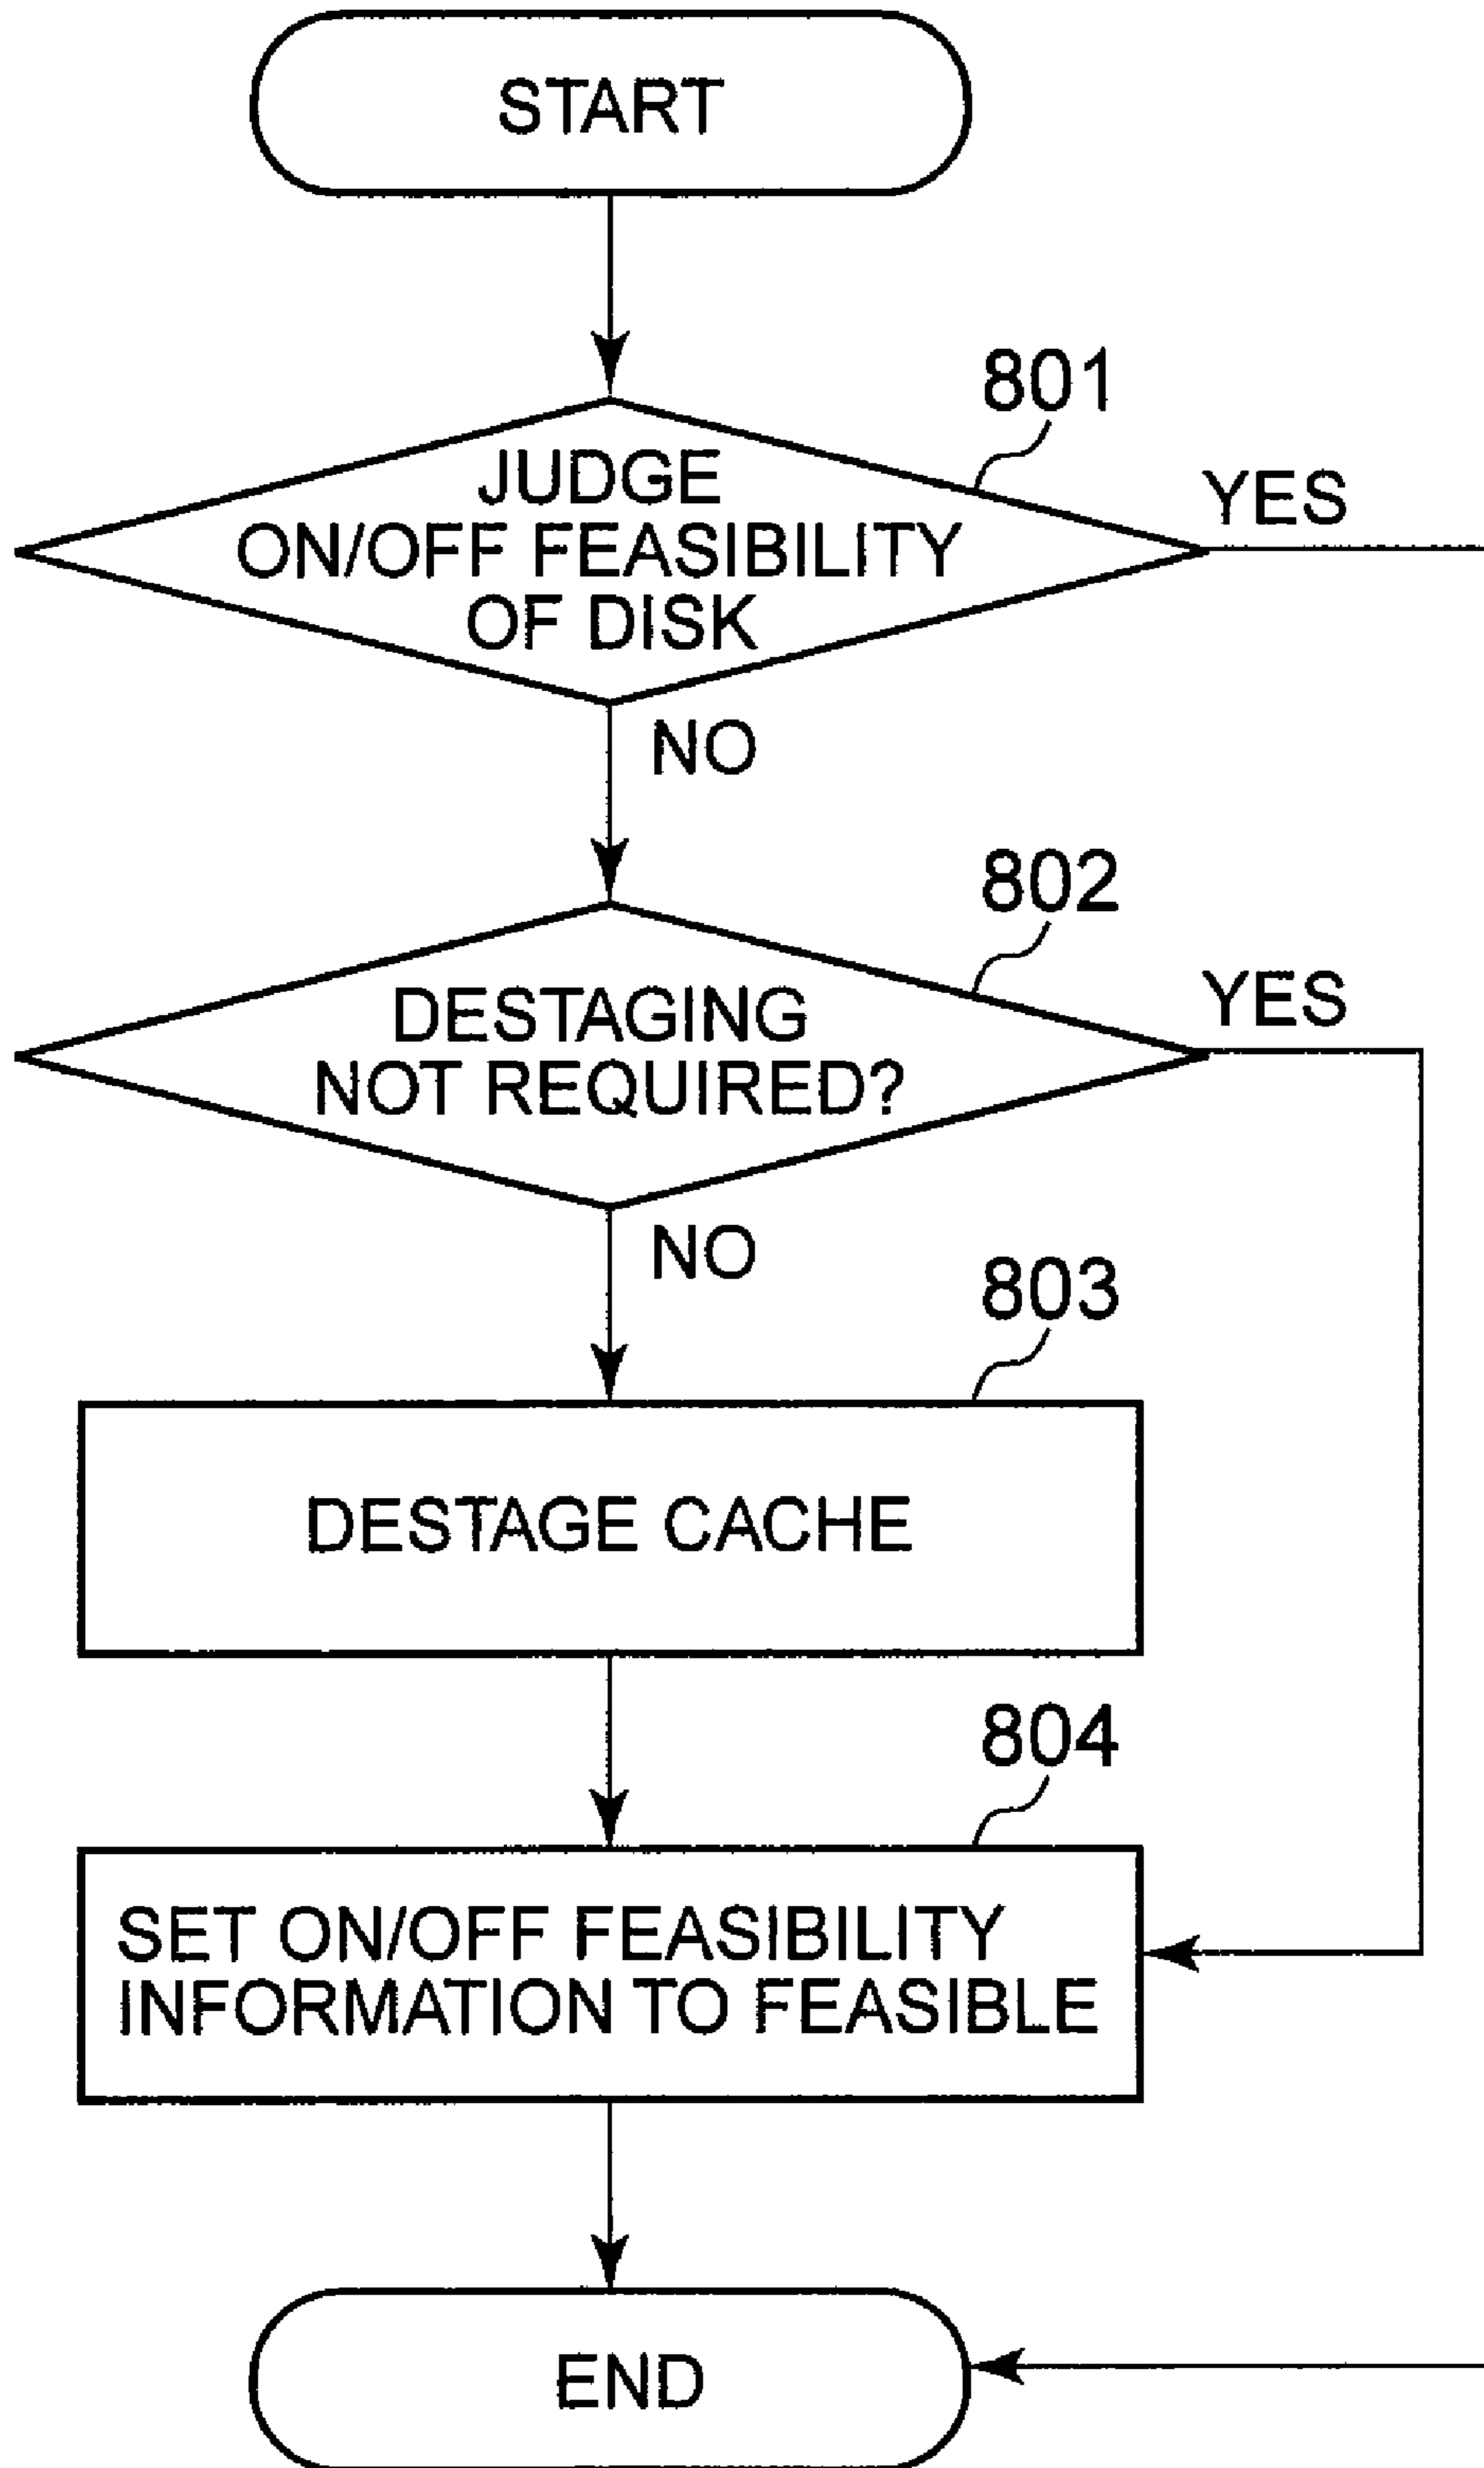 START
801
JUDGE
ON/OFF FEASIBILITY
OF DISK
YES
NO
802
DESTAGING
NOT REQUIRED?
YES
NO
803
DESTAGE CACHE
804
SET ON/OFF FEASIBILITY
INFORMATION TO FEASIBLE
END